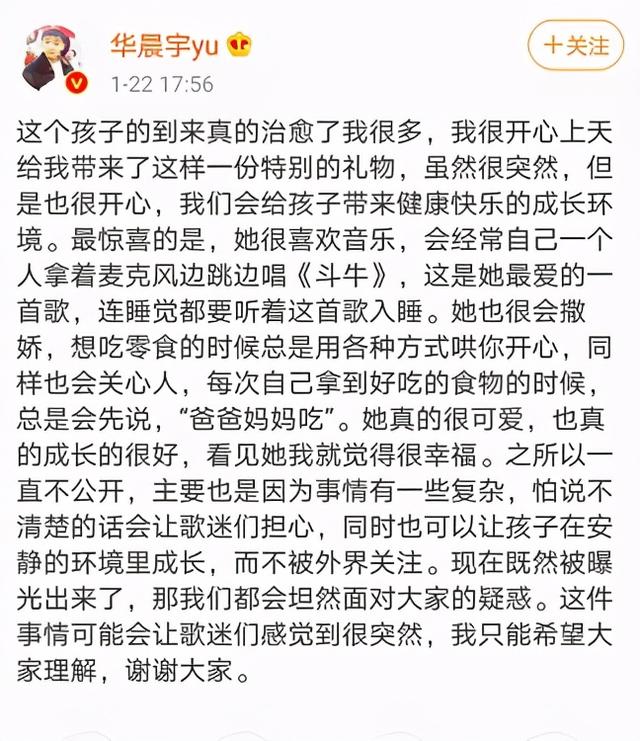 华晨宇yu
+关注
1-22 17:56
这个孩子的到来真的治愈了我很多，我很开心上天
给我带来了这样一份特别的礼物，虽然很突然，但
是也很开心，我们会给孩子带来健康快乐的成长环
境。最惊喜的是，她很喜欢音乐，会经常自己一个
人拿着麦克风边跳边唱《斗牛》，这是她最爱的一
首歌，连睡觉都要听着这首歌入睡。她也很会撒
娇，想吃零食的时候总是用各种方式哄你开心，同
样也会关心人，每次自己拿到好吃的食物的时候，
总是会先说，“爸爸妈妈吃”。她真的很可爱，也真
的成长的很好，看见她我就觉得很幸福。之所以一
直不公开，主要也是因为事情有一些复杂，怕说不
清楚的话会让歌迷们担心，同时也可以让孩子在安
静的环境里成长，而不被外界关注。现在既然被曝
光出来了，那我们都会坦然面对大家的疑惑。这件
事情可能会让歌迷们感觉到很突然，我只能希望大
家理解，谢谢大家。